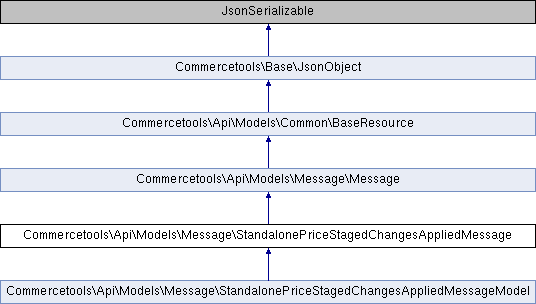 JsonSerializable
Commercetools\Base\JsonObject
Commercetools\Api\Models\Common\BaseResource
Commercetools\Api\Models\Message\Message
Commercetools\Api\Models\Message\StandalonePriceStagedChangesAppliedMessage
Commercetools\Api\Models\Message\StandalonePriceStagedChangesAppliedMessageModel